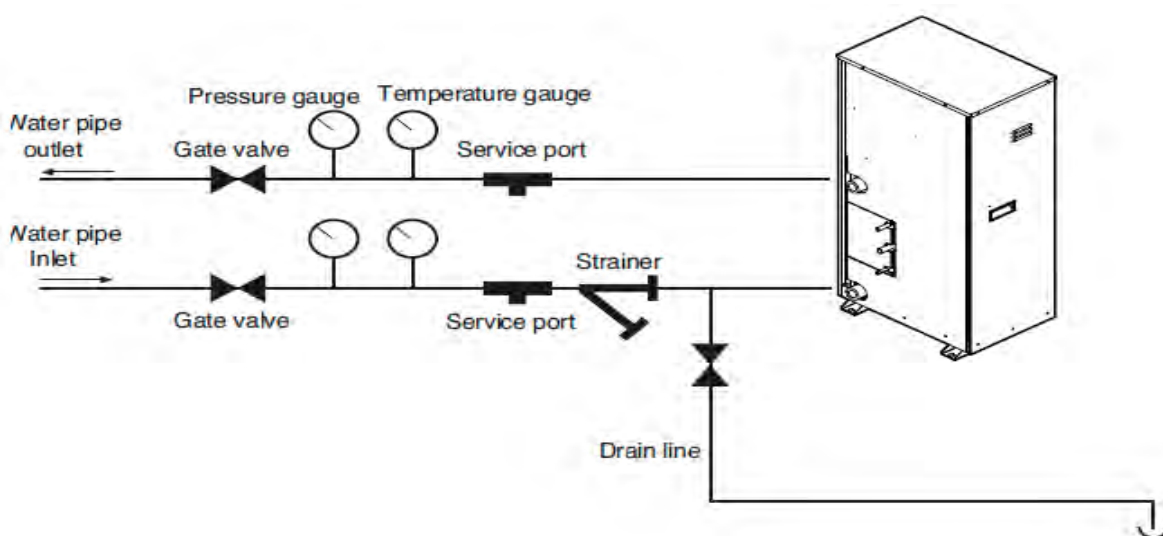 Pressure gauge
Temperature gauge
Water pipe
outlet
Gate valve
Service port
Water pipe
Inlet
Strainer
Gate valve
Service port
Drain line